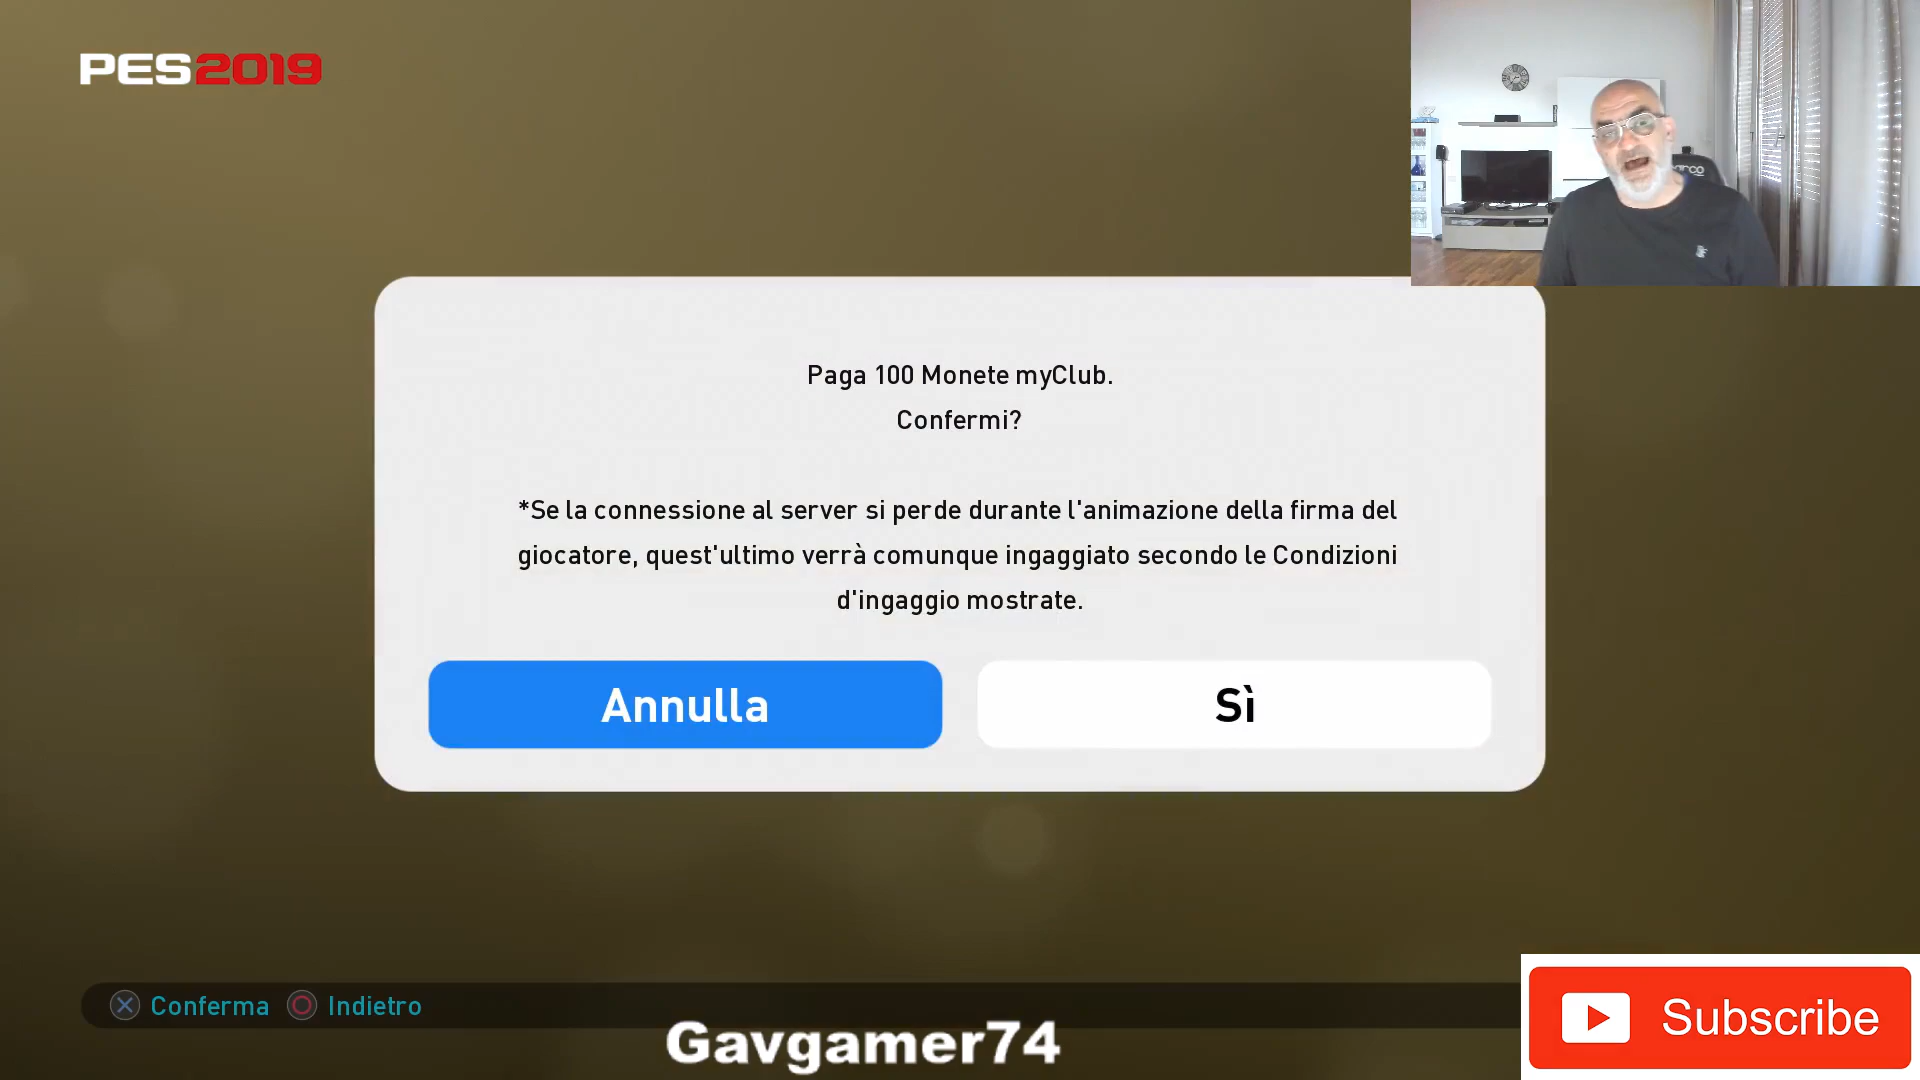 PES2019
Paga 100 Monete myClub.
Confermi?
*Se la connessione al server si perde durante l'animazione della firma del
giocatore, quest'ultimo verrà comunque ingaggiato secondo le Condizioni
d'ingaggio mostrate.
Annulla
Sì
Conferma
Indietro
Gavgamer74
Subscribe